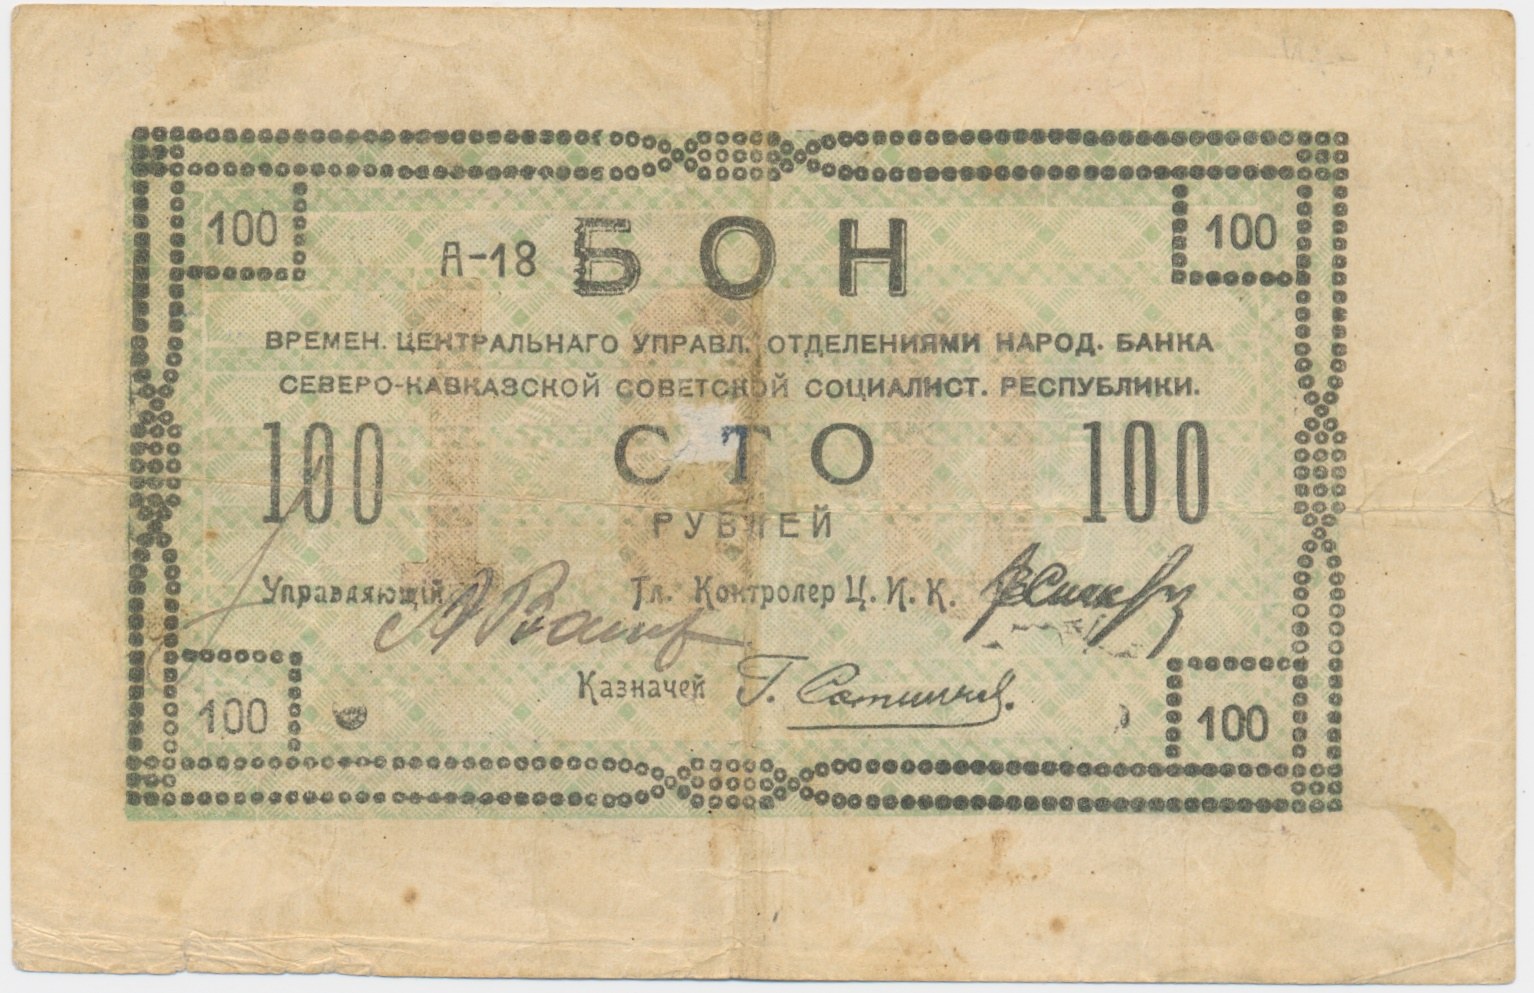 100
100
А-18 БОН
ВРЕМЕН. ЦЕНТРАЛЬНАГО УПРАВЛ. ОТДЕЛЕНИЯМИ НАРОД. БАНКА
СЕВЕРО-КАВКАЗСКОЙ СОВЕТСКОЙ СОЦИАЛИСТ. РЕСПУБЛИКИ.
100 СТО 100
РУБЛЕЙ
Управляющій Гл. Контролер Ц. И. К.
Казначей Г.
100
100